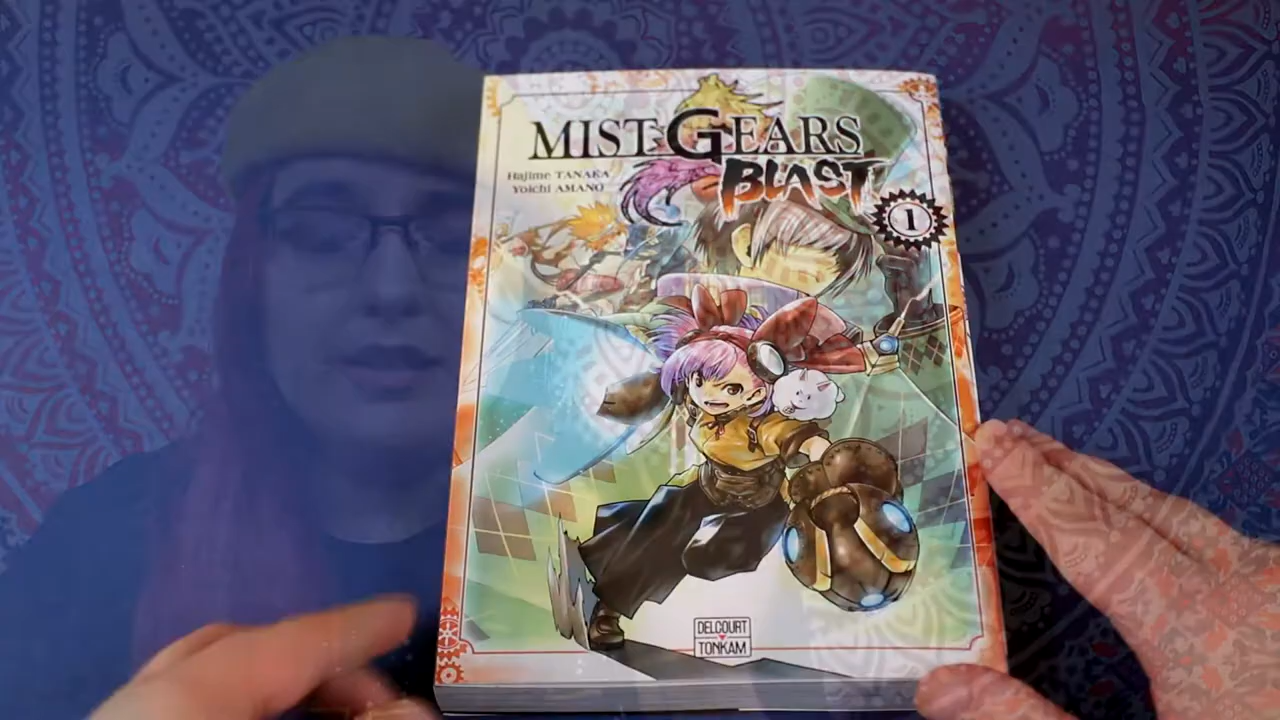 MIST GEARS
BLAST
Hajime TANAKA
Yoichi AMANO
1
DELCOURT
TONKAM